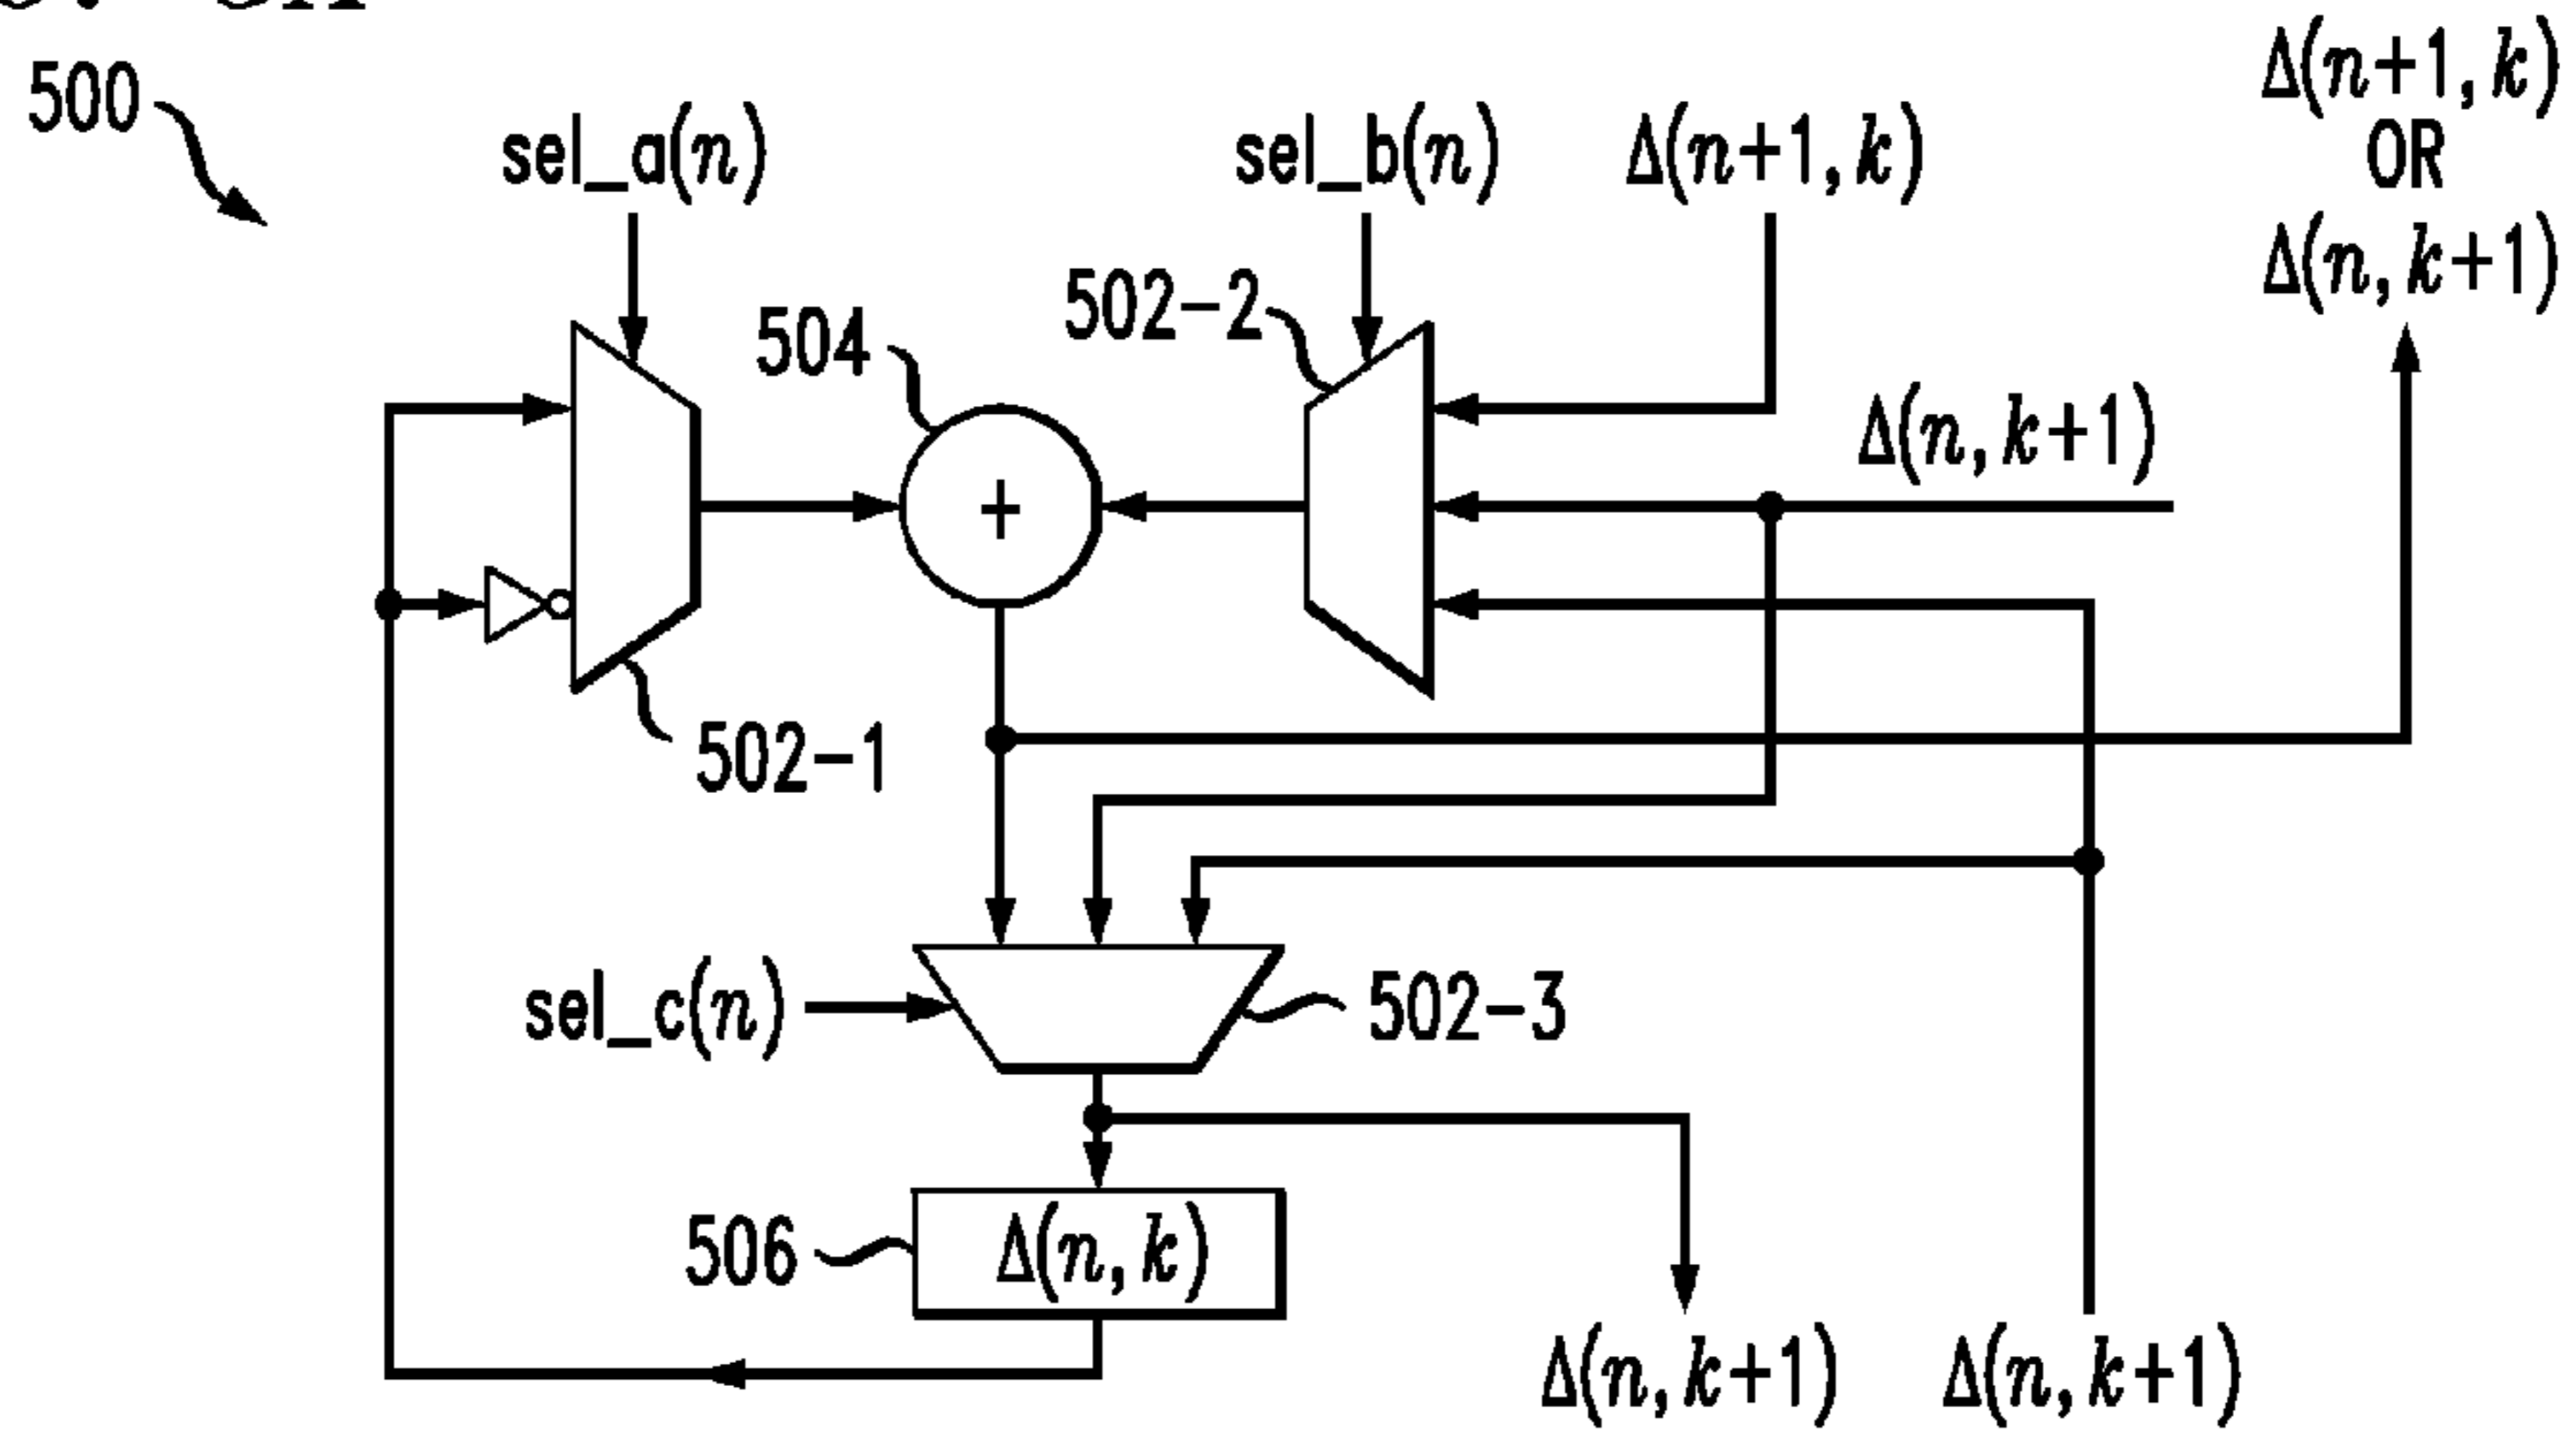 500
sel_a(n)
sel_b(n)
Δ(n+1,k)
Δ(n+1,k)
OR
Δ(n,k+1)
502-2
504
Δ(n,k+1)
+
502-1
sel_c(n)
502-3
506
Δ(n,k)
Δ(n,k+1)
Δ(n,k+1)